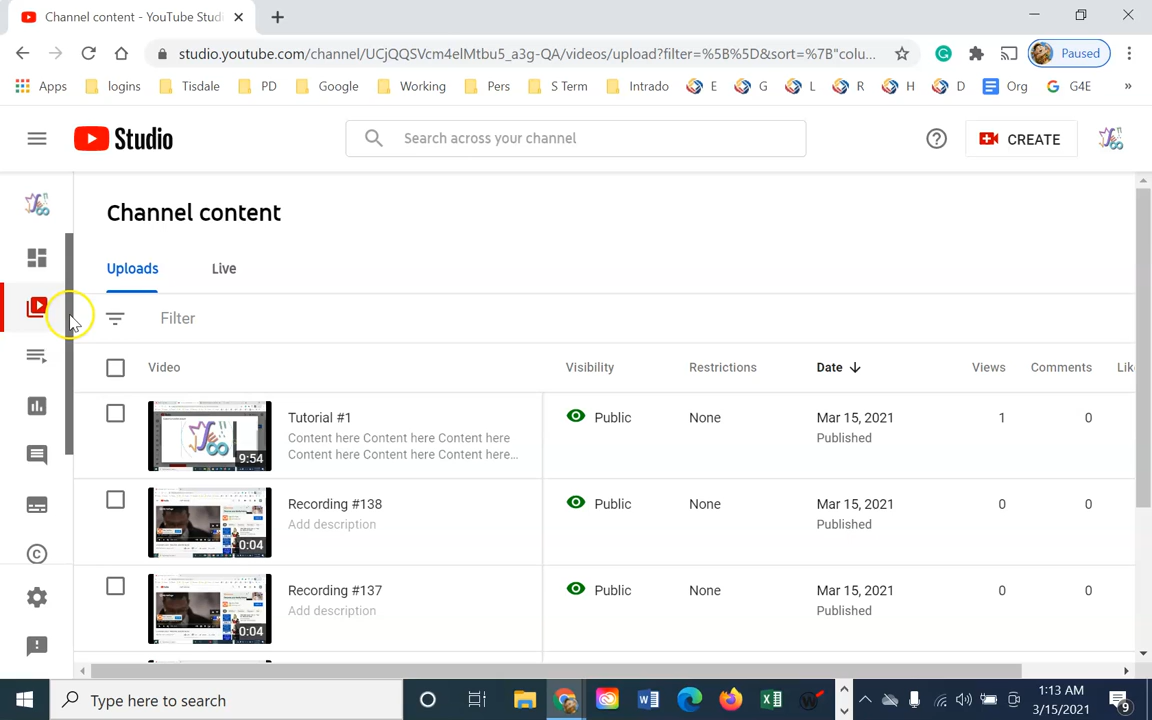 Channel content - YouTube Studi
studio.youtube.com/channel/UCjQQSVcm4elMtbu5_a3g-QA/videos/upload?filter=%5B%5D&sort=%7B"colu...
Paused
Apps logins Tisdale PD Google Working Pers S Term Intrado E G L R H D Org G4E »
Studio
Search across your channel
CREATE
Channel content
Uploads Live
Filter
Video Visibility Restrictions Date Views Comments Lik
Tutorial #1 Public None Mar 15, 2021 1 0
Content here Content here Content here Published
Content here Content here Content here...
9:54
Recording #138 Public None Mar 15, 2021 0 0
Add description Published
0:04
Recording #137 Public None Mar 15, 2021 0 0
Add description Published
0:04
Type here to search
1:13 AM
3/15/2021
9